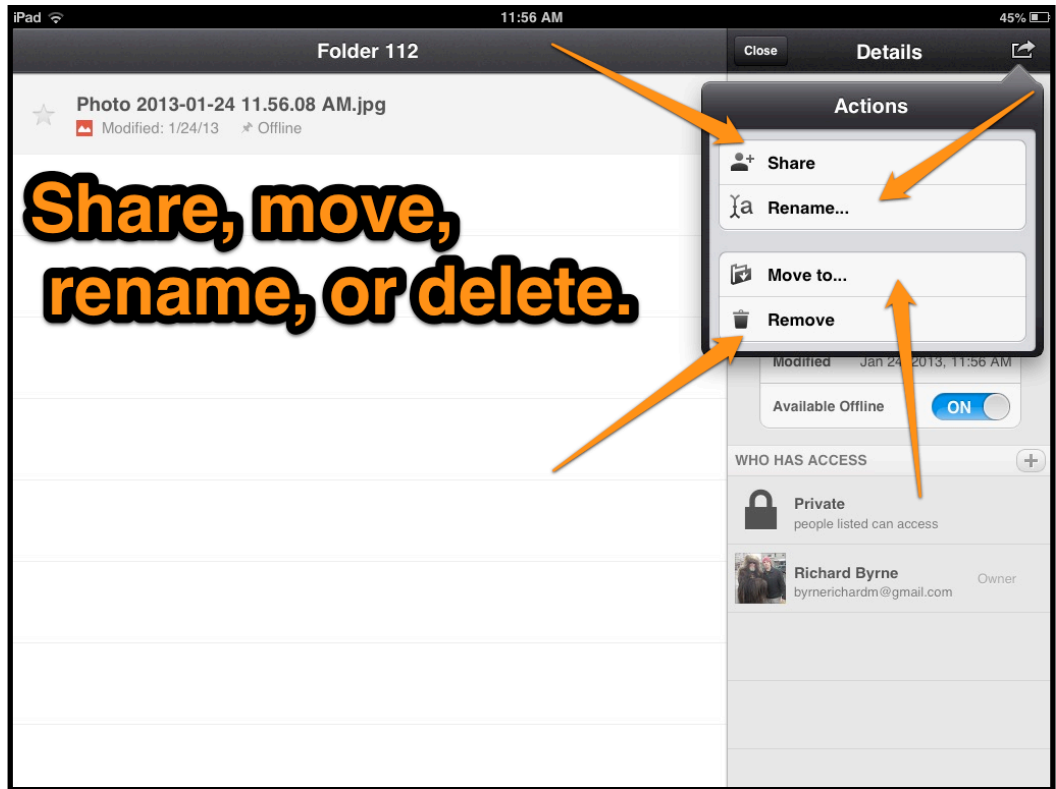 iPad 11:56 AM 45%
Folder 112
Close Details
Photo 2013-01-24 11.56.08 AM.jpg
Modified: 1/24/13 Offline
Share, move,
rename, or delete.
Actions
Share
Rename...
Move to...
Remove
Modified Jan 24, 2013, 11:56 AM
Available Offline ON
WHO HAS ACCESS
Private
people listed can access
Richard Byrne Owner
byrnerichardm@gmail.com